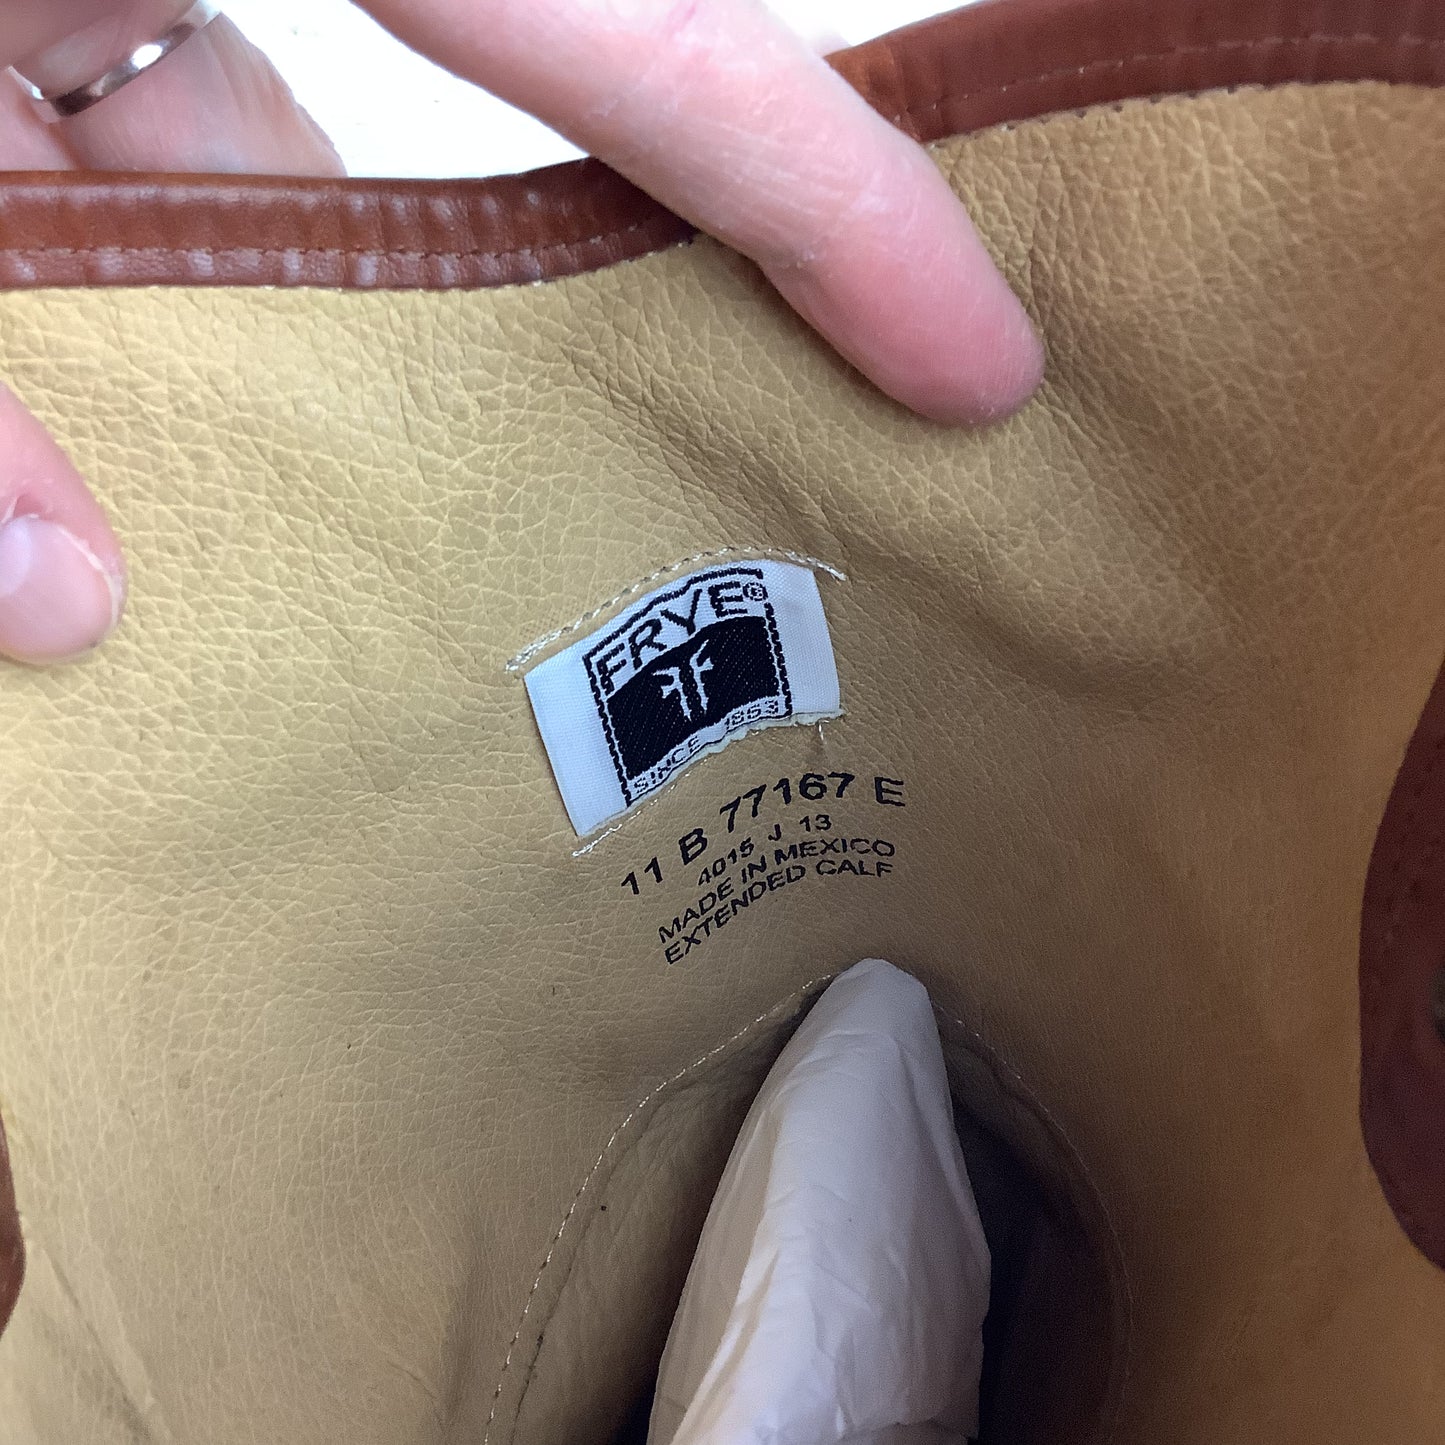 FRYE®
SINCE 1863
11 B 77167 E
4015 J 13
MADE IN MEXICO
EXTENDED CALF